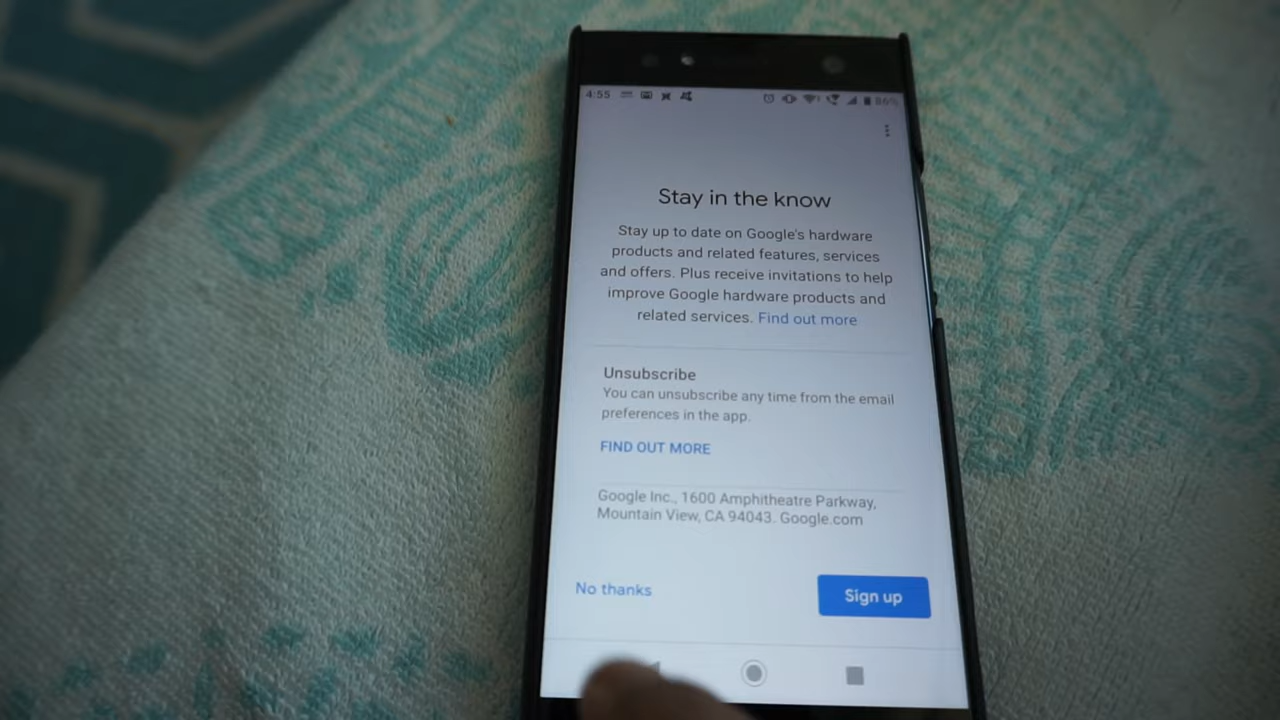 4:55 86%
Stay in the know
Stay up to date on Google's hardware
products and related features, services
and offers. Plus receive invitations to help
improve Google hardware products and
related services. Find out more
Unsubscribe
You can unsubscribe any time from the email
preferences in the app.
FIND OUT MORE
Google Inc., 1600 Amphitheatre Parkway,
Mountain View, CA 94043. Google.com
No thanks Sign up